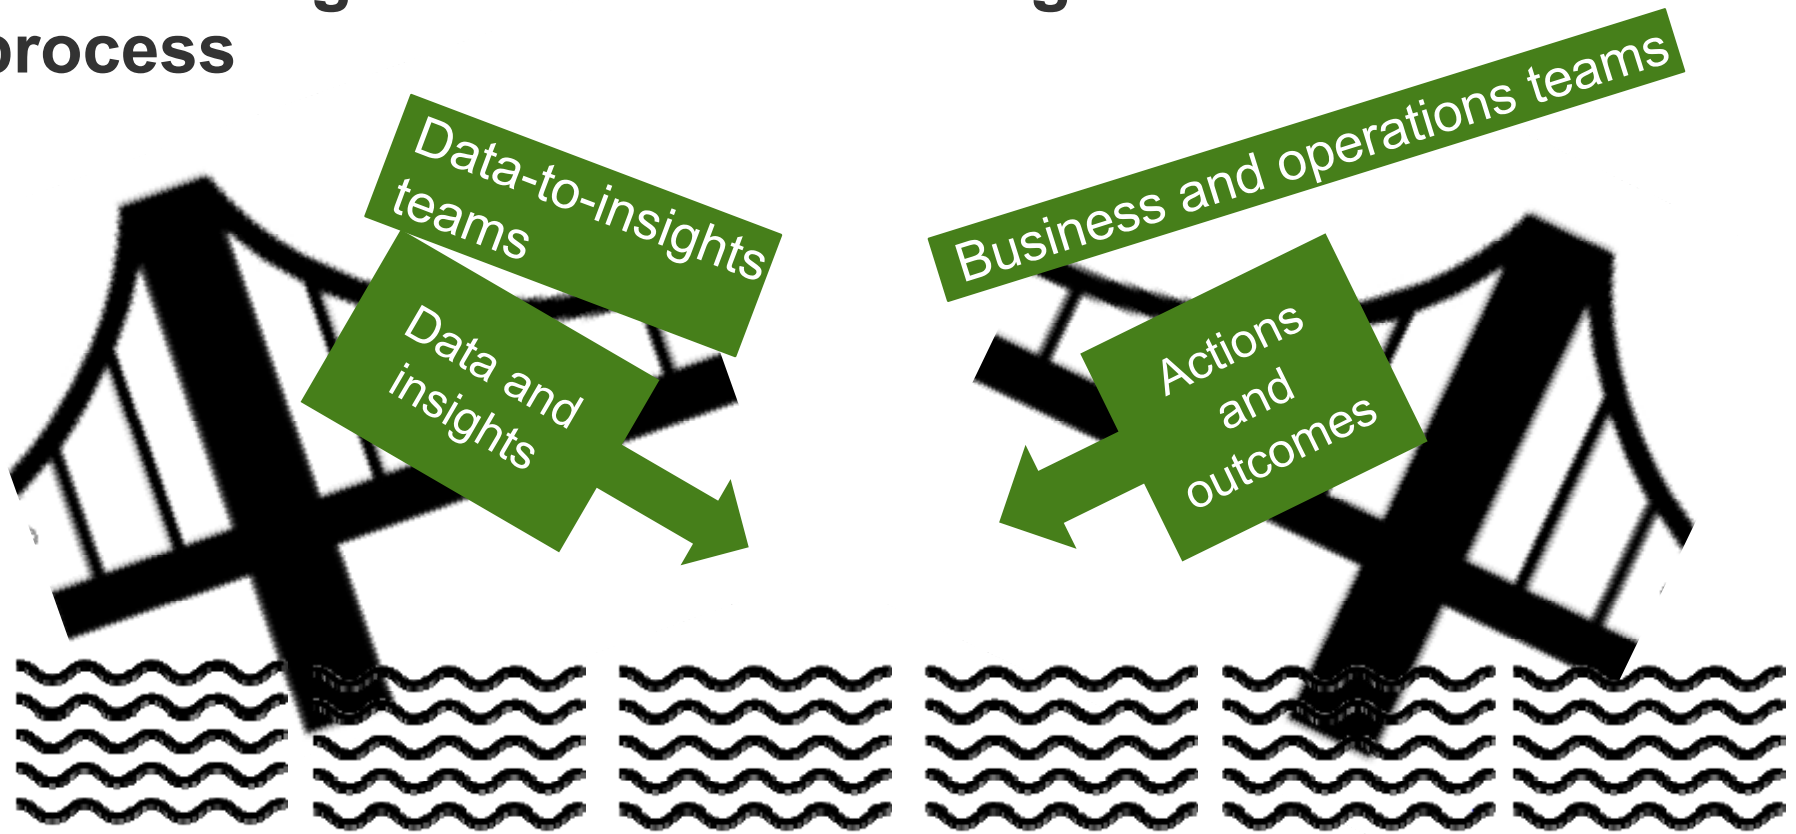 process
Data-to-insights
teams
Data and
insights
Business and operations teams
Actions
and
outcomes